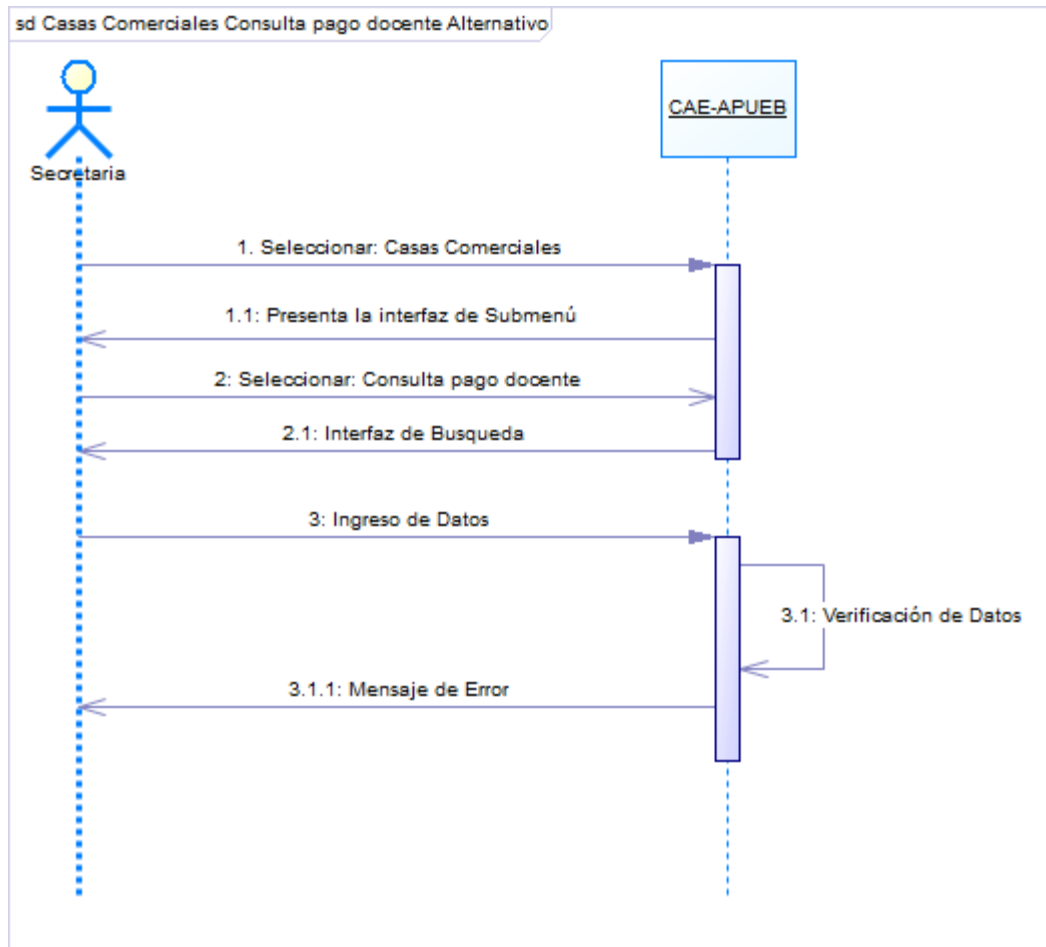 sd Casas Comerciales Consulta pago docente Alternativo
CAE-APUEB
Secretaria
1. Seleccionar: Casas Comerciales
1.1: Presenta la interfaz de Submenú
2: Seleccionar: Consulta pago docente
2.1: Interfaz de Busqueda
3: Ingreso de Datos
3.1: Verificación de Datos
3.1.1: Mensaje de Error